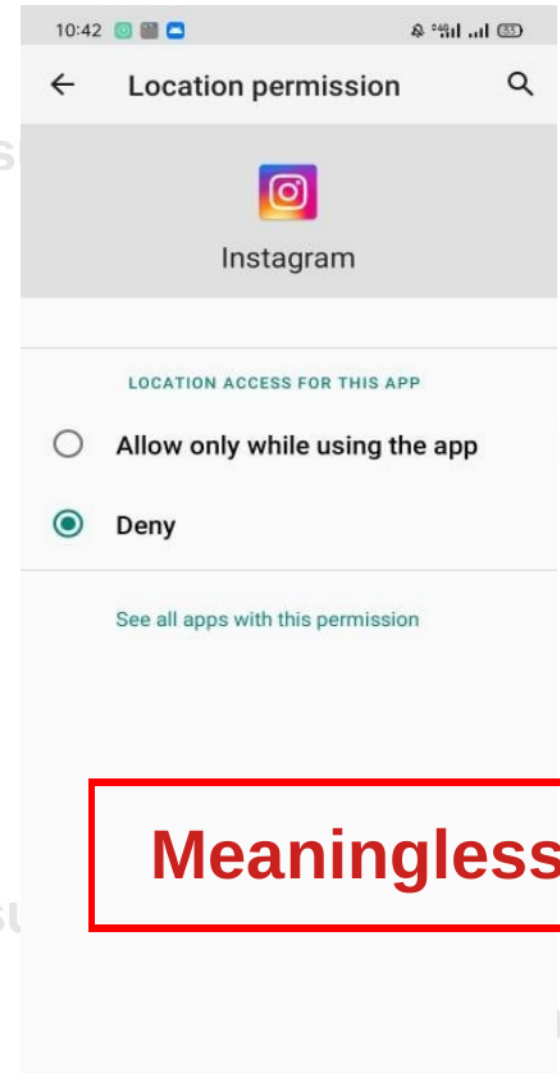 10:42
33
Location permission
Instagram
LOCATION ACCESS FOR THIS APP
Allow only while using the app
Deny
See all apps with this permission
Meaningless